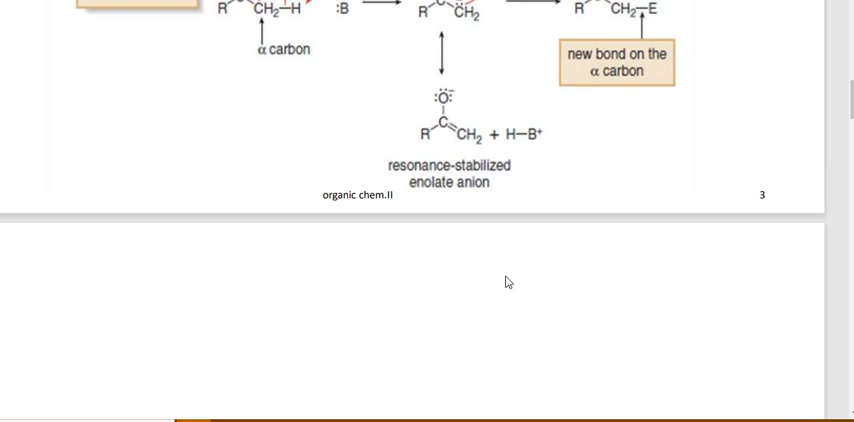 R CH₂—H :B R CH₂ R CH₂—E
α carbon
new bond on the
α carbon
:Ö:⁻
C
R CH₂ + H—B⁺
resonance-stabilized
enolate anion
organic chem.II 3